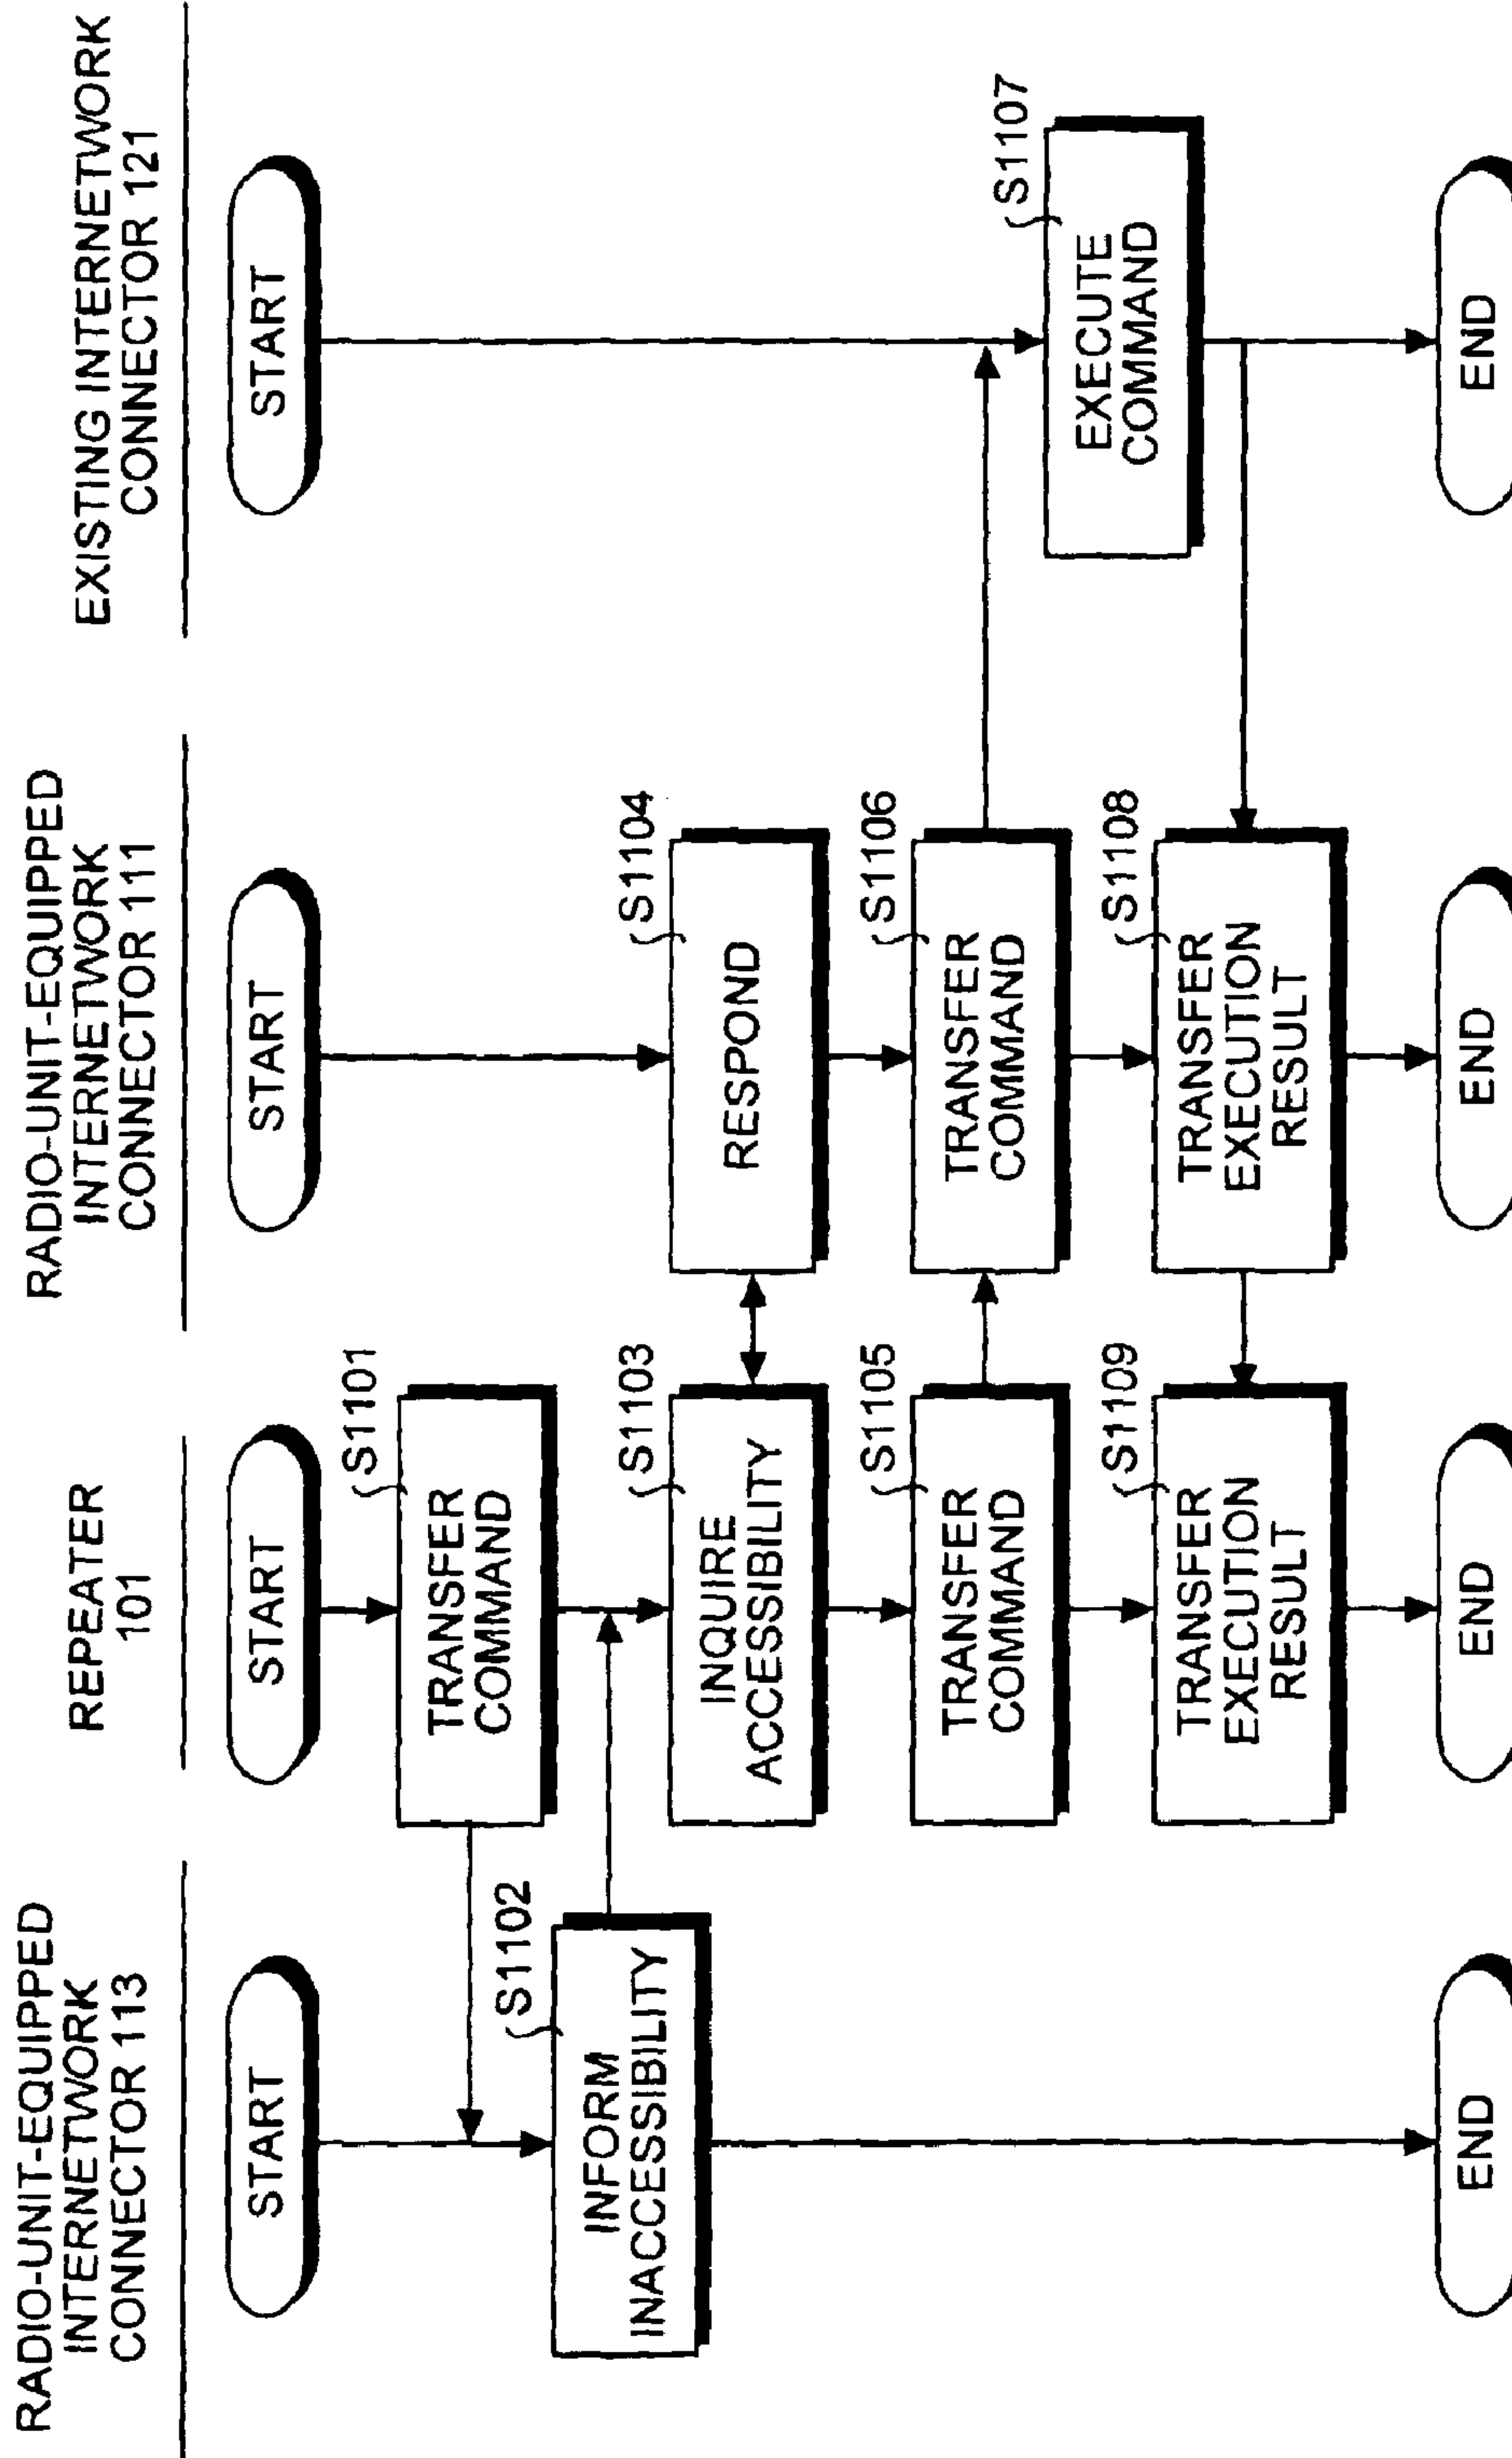 RADIO-UNIT-EQUIPPED
INTERNETWORK
CONNECTOR 113
START
S1102
INFORM
INACCESSIBILITY
END
REPEATER
101
START
S1101
TRANSFER
COMMAND
S1103
INQUIRE
ACCESSIBILITY
S1105
TRANSFER
COMMAND
S1109
TRANSFER
EXECUTION
RESULT
END
RADIO-UNIT-EQUIPPED
INTERNETWORK
CONNECTOR 111
START
S1104
RESPOND
S1106
TRANSFER
COMMAND
S1108
TRANSFER
EXECUTION
RESULT
END
EXISTING INTERNETWORK
CONNECTOR 121
START
S1107
EXECUTE
COMMAND
END